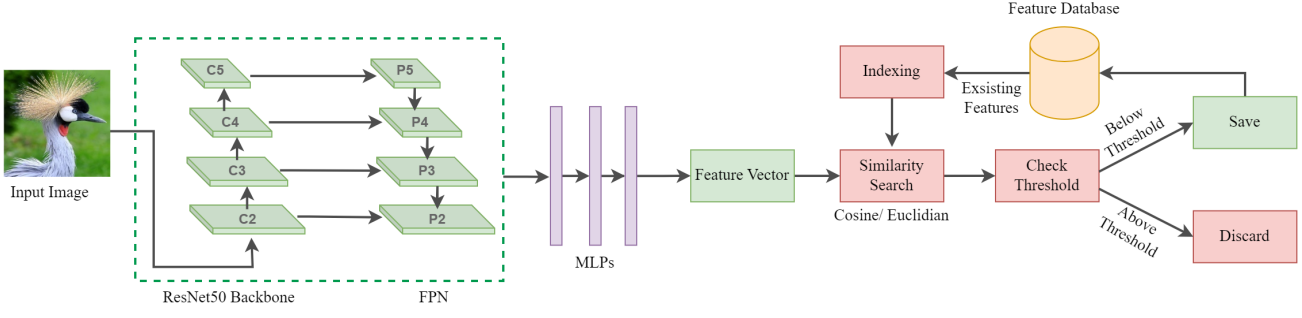 Input Image
C5
C4
C3
C2
P5
P4
P3
P2
ResNet50 Backbone
FPN
MLPs
Feature Vector
Similarity
Search
Cosine/ Euclidian
Indexing
Exsisting
Features
Feature Database
Check
Threshold
Below
Threshold
Above
Threshold
Save
Discard